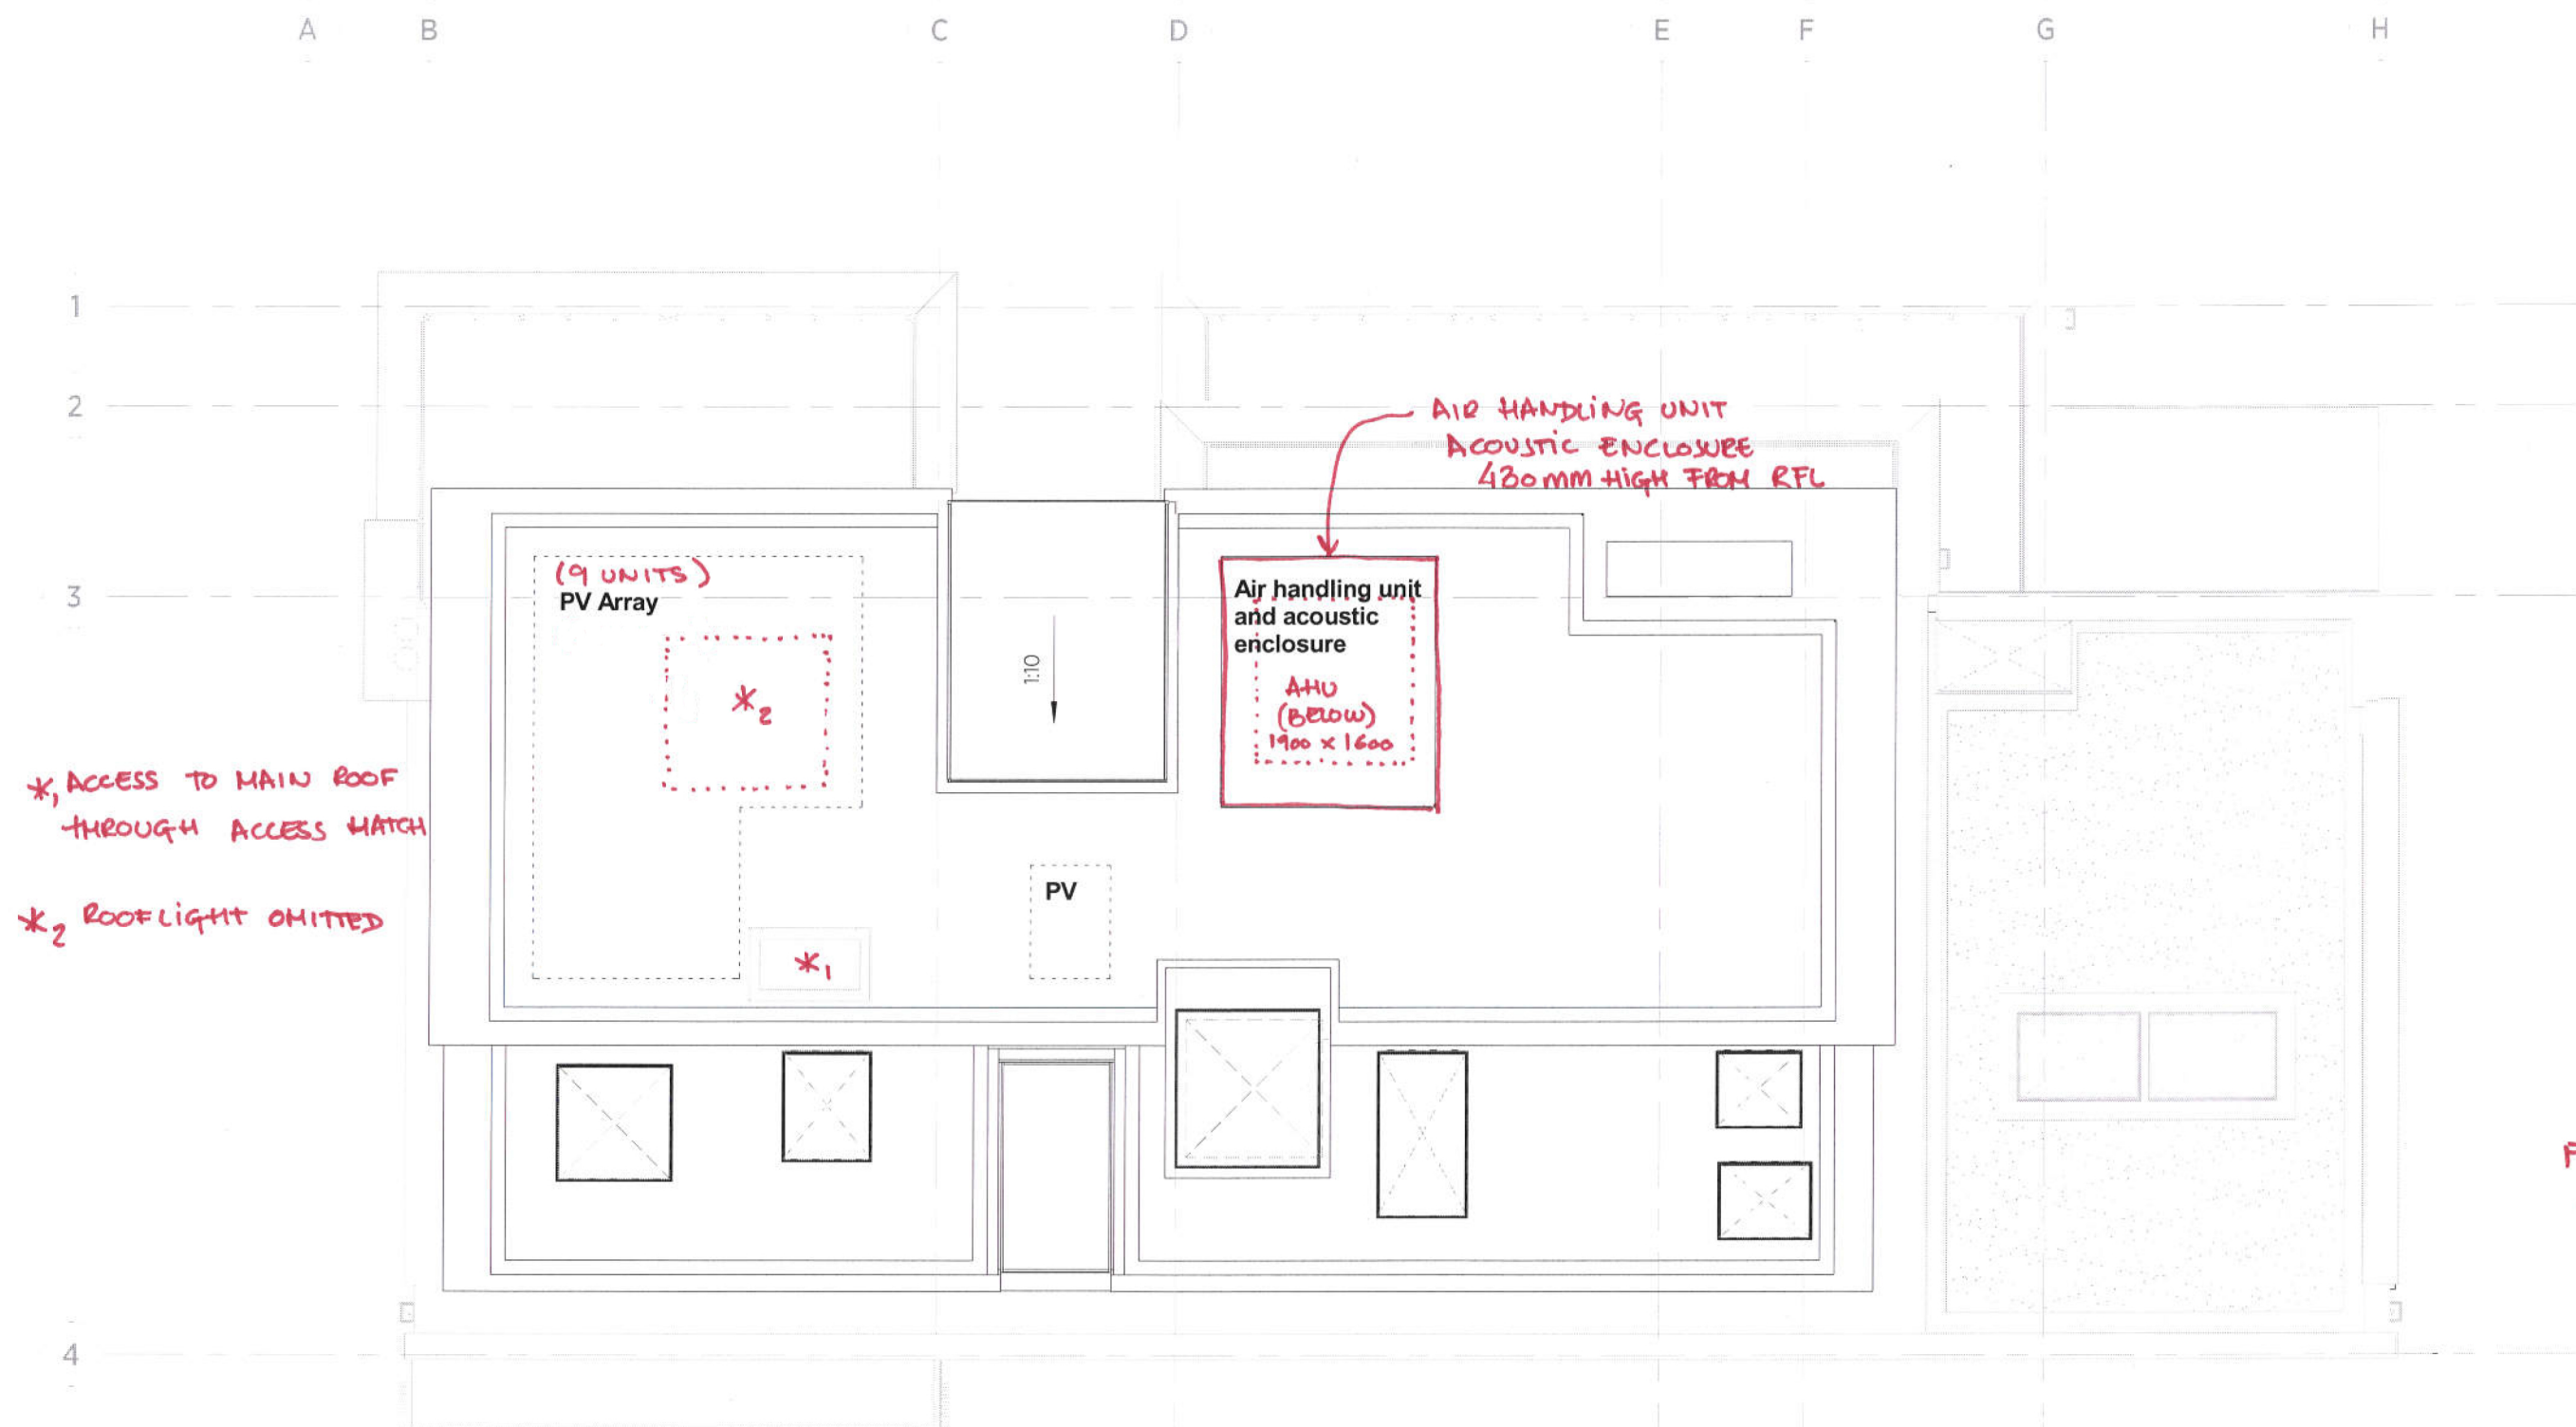 A B C D E F G H
1
2
AIR HANDLING UNIT
ACOUSTIC ENCLOSURE
430mm HIGH FROM RFL
3
(9 UNITS)
PV Array
1:10
Air handling unit
and acoustic
enclosure
AHU
(BELOW)
1900 x 1600
*2
*1 ACCESS TO MAIN ROOF
THROUGH ACCESS HATCH
*2 ROOFLIGHT OMITTED
PV
*1
4